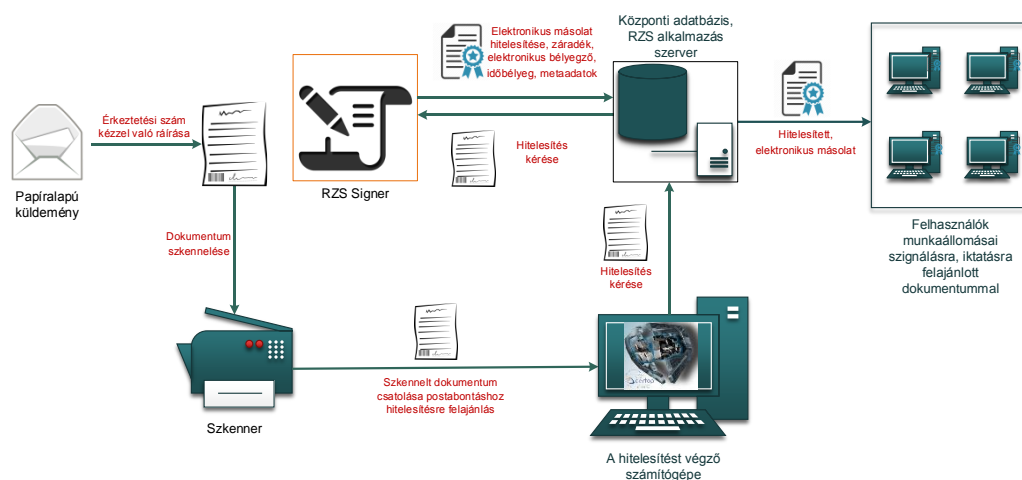 Elektronikus másolat
hitelesítése, záradék,
elektronikus bélyegző,
időbélyeg, metaadatok
Központi adatbázis,
RZS alkalmazás
szerver
Érkeztetési szám
kézzel való ráírása
Hitelesítés
kérése
Hitelesített,
elektronikus másolat
Papíralapú
küldemény
RZS Signer
Felhasználók
munkaállomásai
szignálásra, iktatásra
felajánlott
dokumentummal
Dokumentum
szkennelése
Hitelesítés
kérése
Szkennelt dokumentum
csatolása postabontáshoz
hitelesítésre felajánlás
Szkenner
A hitelesítést végző
számítógépe